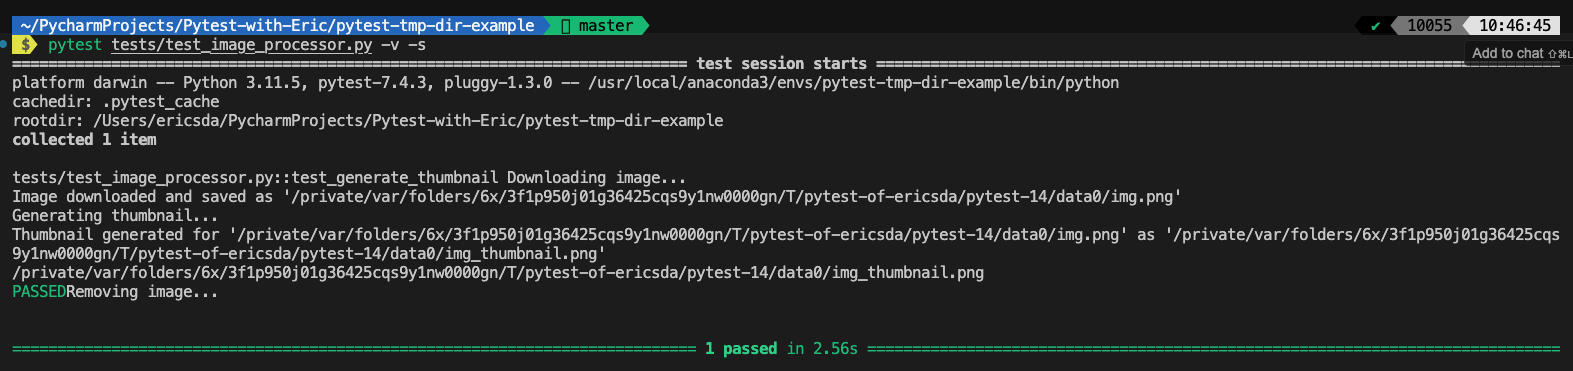 ~/PycharmProjects/Pytest-with-Eric/pytest-tmp-dir-example master ✔ 10055 10:46:45
$ pytest tests/test_image_processor.py -v -s
Add to chat ⇧⌘L
============================ test session starts ============================
platform darwin -- Python 3.11.5, pytest-7.4.3, pluggy-1.3.0 -- /usr/local/anaconda3/envs/pytest-tmp-dir-example/bin/python
cachedir: .pytest_cache
rootdir: /Users/ericsda/PycharmProjects/Pytest-with-Eric/pytest-tmp-dir-example
collected 1 item
tests/test_image_processor.py::test_generate_thumbnail Downloading image...
Image downloaded and saved as '/private/var/folders/6x/3f1p950j01g36425cqs9y1nw0000gn/T/pytest-of-ericsda/pytest-14/data0/img.png'
Generating thumbnail...
Thumbnail generated for '/private/var/folders/6x/3f1p950j01g36425cqs9y1nw0000gn/T/pytest-of-ericsda/pytest-14/data0/img.png' as '/private/var/folders/6x/3f1p950j01g36425cqs
9y1nw0000gn/T/pytest-of-ericsda/pytest-14/data0/img_thumbnail.png'
/private/var/folders/6x/3f1p950j01g36425cqs9y1nw0000gn/T/pytest-of-ericsda/pytest-14/data0/img_thumbnail.png
PASSEDRemoving image...
============================ 1 passed in 2.56s ============================